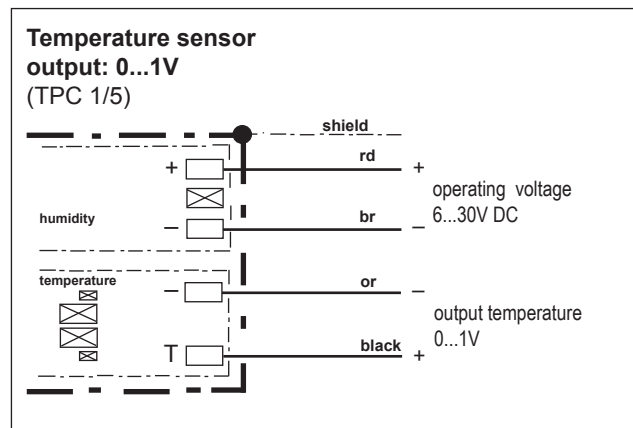 Temperature sensor
output: 0...1V
(TPC 1/5)
shield
rd
+ +
operating voltage
6...30V DC
humidity
br
– –
temperature
or
– –
output temperature
0...1V
black
T +